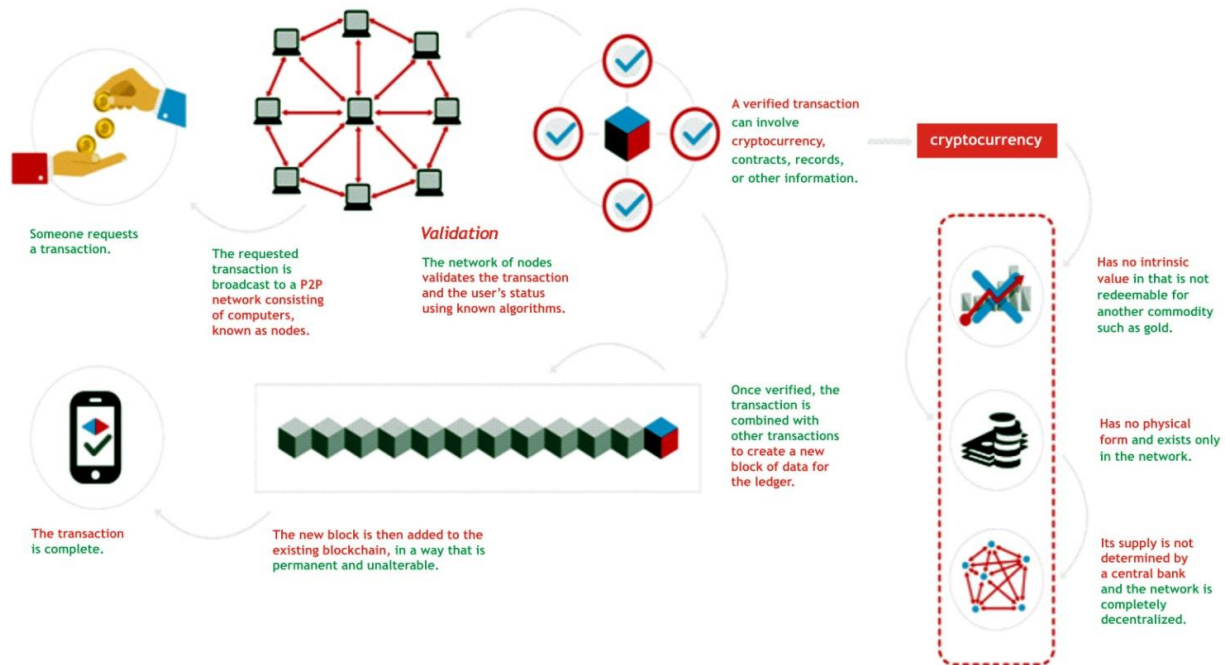 Someone requests
a transaction.
The requested
transaction is
broadcast to a P2P
network consisting
of computers,
known as nodes.
Validation
The network of nodes
validates the transaction
and the user’s status
using known algorithms.
A verified transaction
can involve
cryptocurrency,
contracts, records,
or other information.
cryptocurrency
Has no intrinsic
value in that is not
redeemable for
another commodity
such as gold.
Has no physical
form and exists only
in the network.
Its supply is not
determined by
a central bank
and the network is
completely
decentralized.
Once verified, the
transaction is
combined with
other transactions
to create a new
block of data for
the ledger.
The new block is then added to the
existing blockchain, in a way that is
permanent and unalterable.
The transaction
is complete.